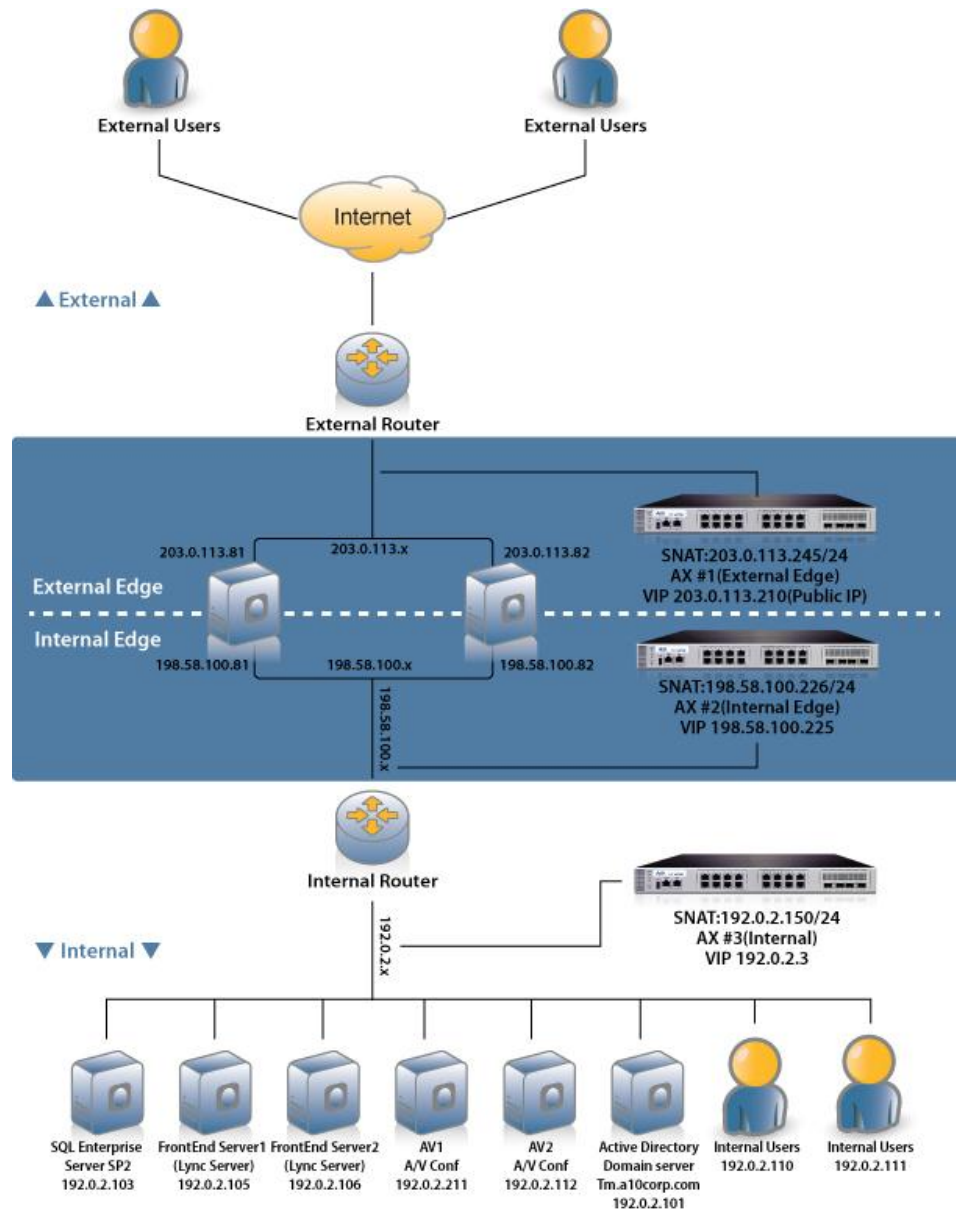 External Users
External Users
Internet
▲ External ▲
External Router
203.0.113.81
203.0.113.x
203.0.113.82
SNAT:203.0.113.245/24
AX #1(External Edge)
VIP 203.0.113.210(Public IP)
External Edge
Internal Edge
198.58.100.81
198.58.100.x
198.58.100.82
198.58.100.x
SNAT:198.58.100.226/24
AX #2(Internal Edge)
VIP 198.58.100.225
Internal Router
SNAT:192.0.2.150/24
AX #3(Internal)
VIP 192.0.2.3
192.0.2.x
▼ Internal ▼
SQL Enterprise
Server SP2
192.0.2.103
FrontEnd Server1
(Lync Server)
192.0.2.105
FrontEnd Server2
(Lync Server)
192.0.2.106
AV1
A/V Conf
192.0.2.211
AV2
A/V Conf
192.0.2.112
Active Directory
Domain server
Tm.a10corp.com
192.0.2.101
Internal Users
192.0.2.110
Internal Users
192.0.2.111